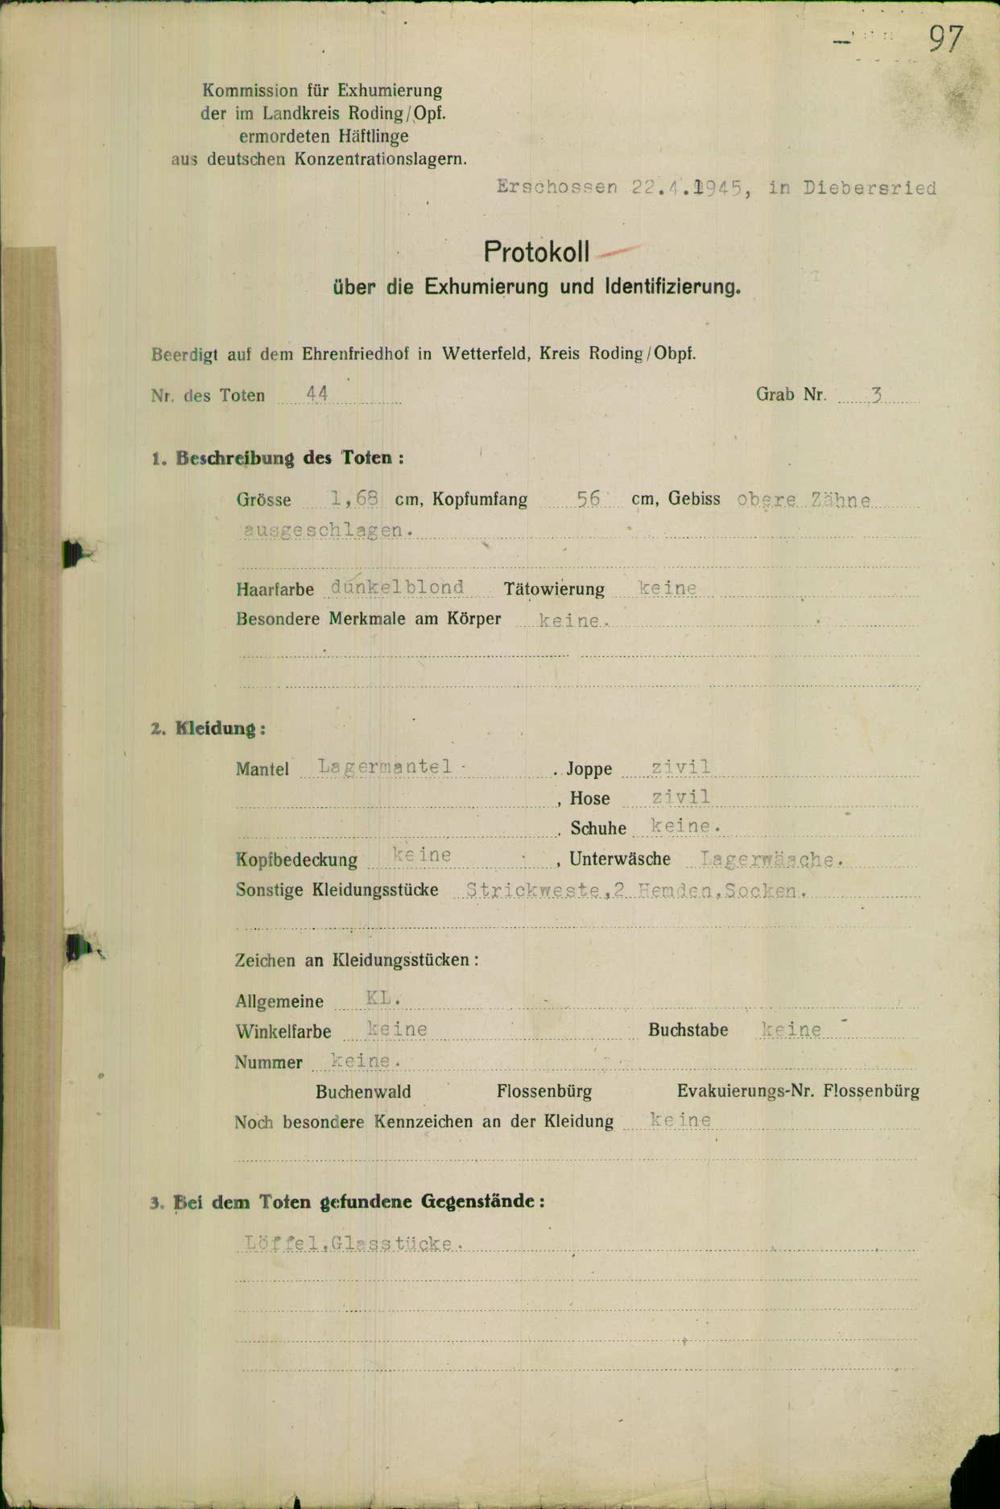 97
Kommission für Exhumierung
der im Landkreis Roding/Opf.
ermordeten Häftlinge
aus deutschen Konzentrationslagern.
Erschossen 22.4.1945, in Diebersried
Protokoll
über die Exhumierung und Identifizierung.
Beerdigt auf dem Ehrenfriedhof in Wetterfeld, Kreis Roding/Obpf.
Nr. des Toten 44 Grab Nr. 3
1. Beschreibung des Toten :
Grösse 1,68 cm, Kopfumfang 56 cm, Gebiss obere Zähne
ausgeschlagen.
Haarfarbe dunkelblond Tätowierung keine
Besondere Merkmale am Körper keine.
2. Kleidung :
Mantel Lagermantel . Joppe zivil
, Hose zivil
, Schuhe keine.
Kopfbedeckung keine , Unterwäsche Lagerwäsche.
Sonstige Kleidungsstücke Strickweste,2 Hemden,Socken.
Zeichen an Kleidungsstücken :
Allgemeine KL.
Winkelfarbe keine Buchstabe keine
Nummer keine.
Buchenwald Flossenbürg Evakuierungs-Nr. Flossenbürg
Noch besondere Kennzeichen an der Kleidung keine
3. Bei dem Toten gefundene Gegenstände :
Löffel,Glasstücke.